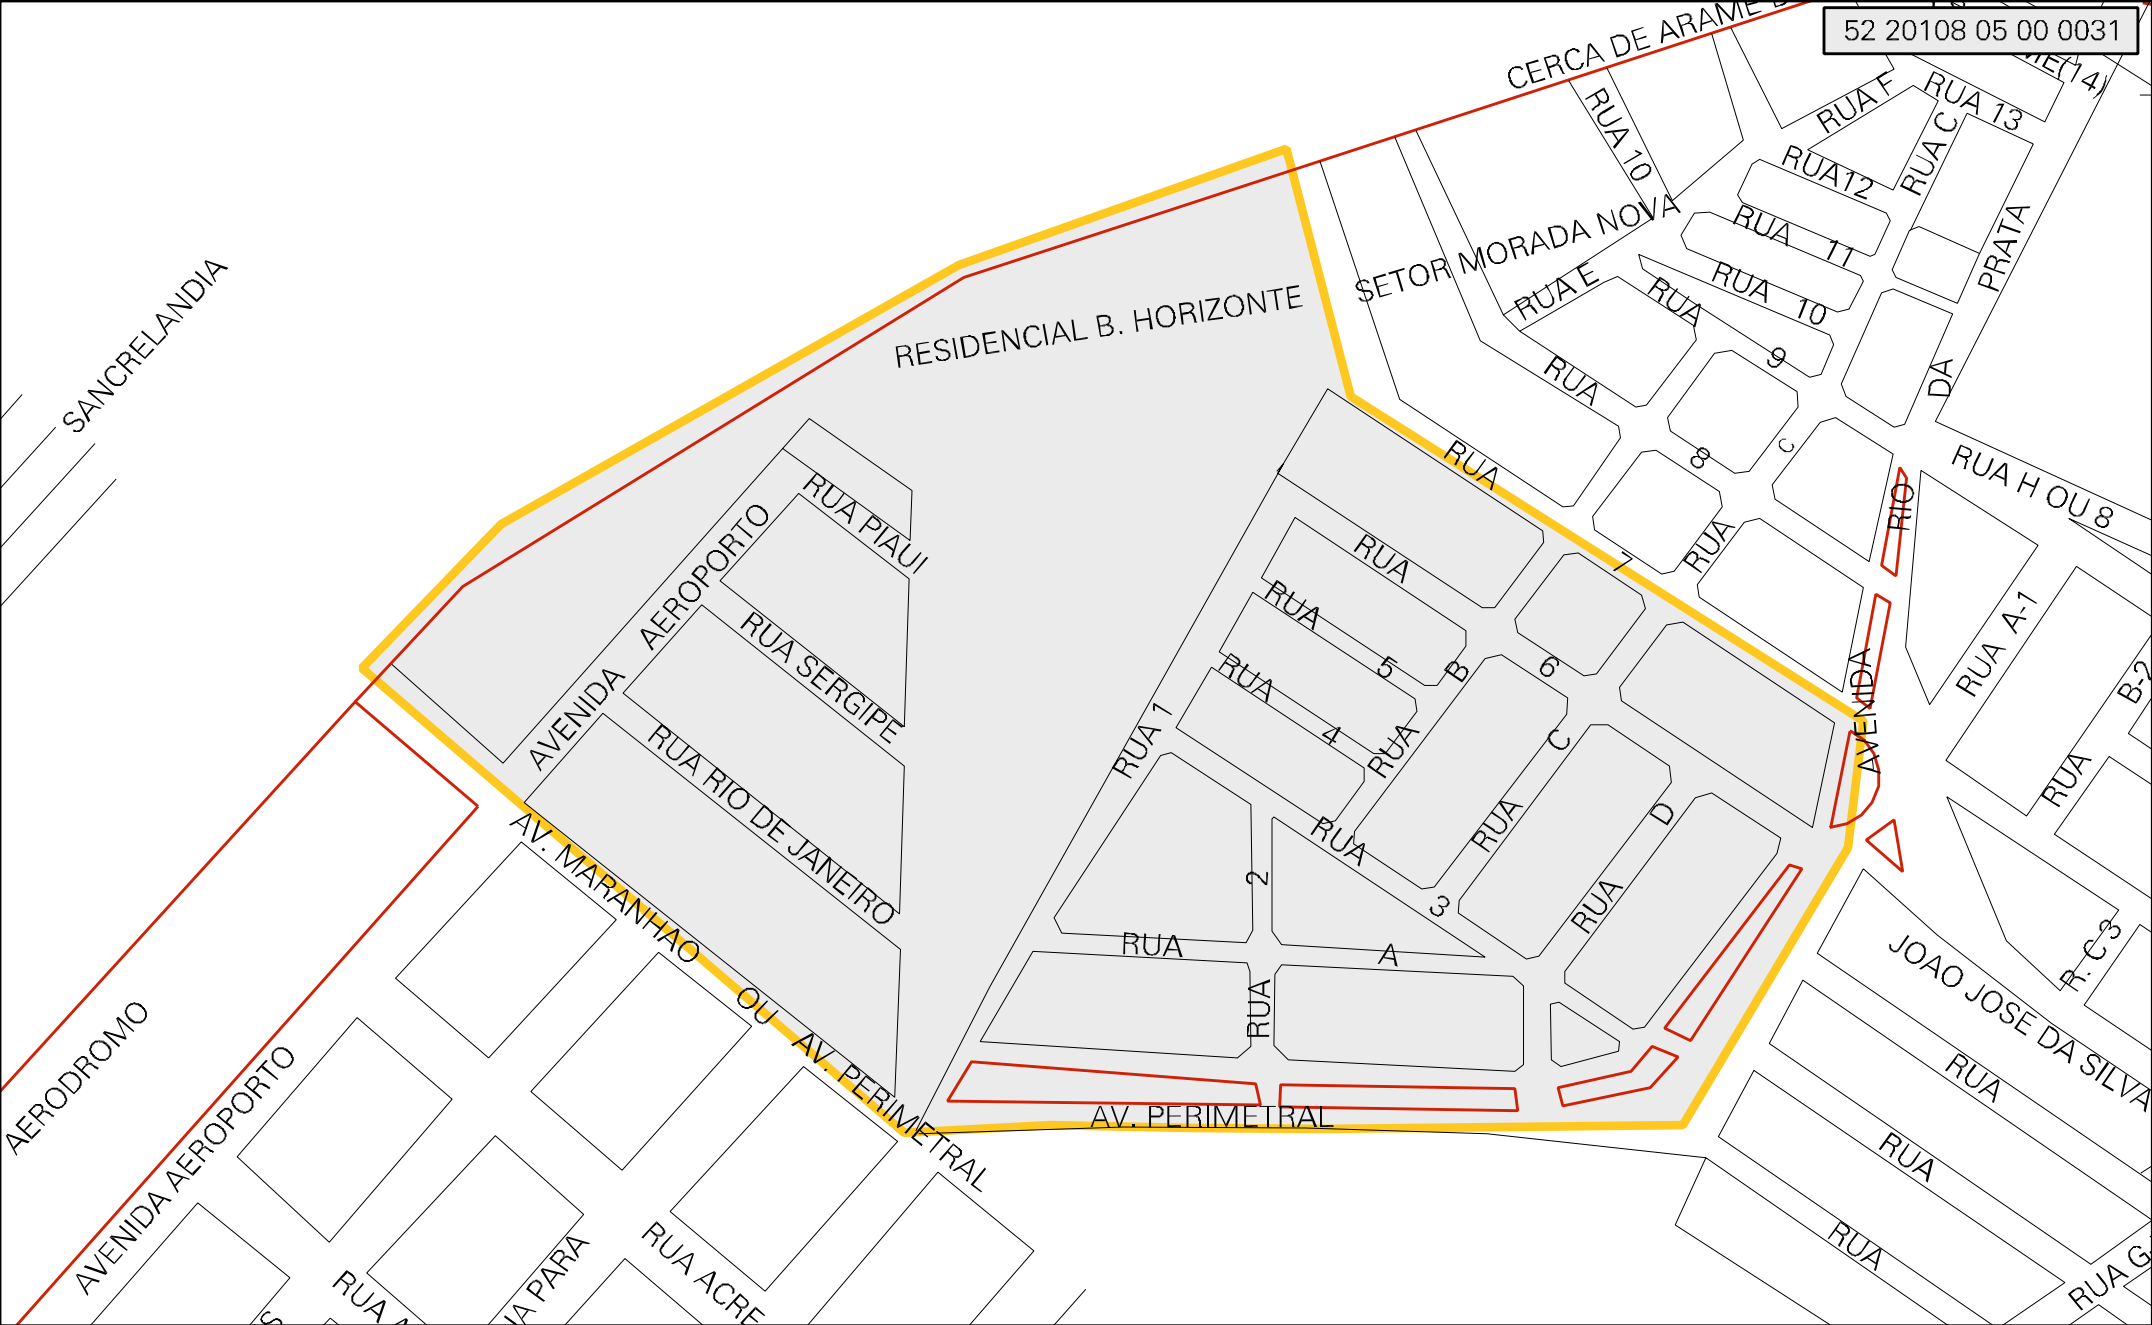 52 20108 05 00 0031
CERCA DE ARAME
RUA F
RUA 13
ME(14)
RUA 10
RUA C
RUA12
SETOR MORADA NOVA
RUA 11
PRATA
SANCRELANDIA
RUA E
RUA 10
RESIDENCIAL B. HORIZONTE
RUA 9
RUA 8
DA
C
RUA
RUA 7
RUA H OU 8
RIO
RUA PIAUI
AVENIDA AEROPORTO
RUA
RUA 6
RUA 5
RUA B
RUA A-1
B-2
RUA SERGIPE
RUA 4
RUA 1
RUA C
AVENIDA
RUA
RUA RIO DE JANEIRO
RUA D
RUA 3
2
RUA
RUA A
AV. MARANHAO OU AV. PERIMETRAL
R. C 3
JOAO JOSE DA SILVA
AERODROMO
AV. PERIMETRAL
RUA
RUA
RUA
AVENIDA AEROPORTO
RUA ACRE
RUA PARA
RUA
RUA G
S